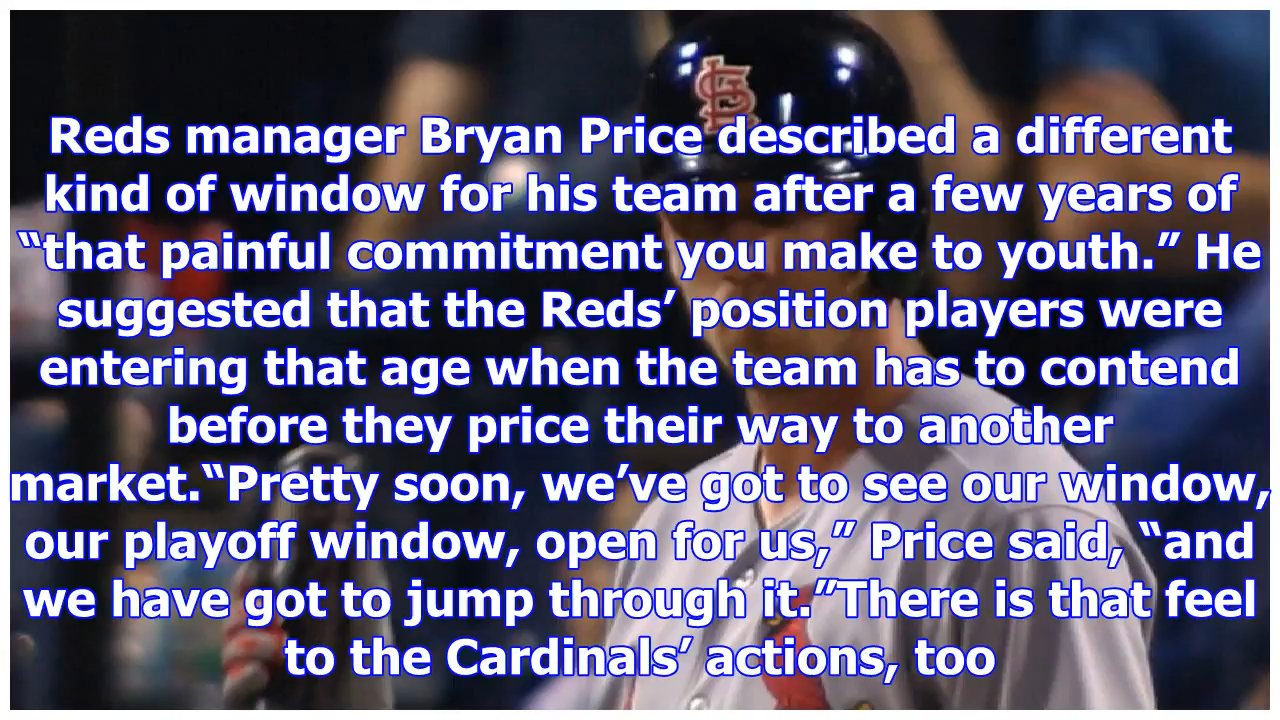 STL
Reds manager Bryan Price described a different
kind of window for his team after a few years of
“that painful commitment you make to youth.” He
suggested that the Reds’ position players were
entering that age when the team has to contend
before they price their way to another
market.“Pretty soon, we’ve got to see our window,
our playoff window, open for us,” Price said, “and
we have got to jump through it.”There is that feel
to the Cardinals’ actions, too